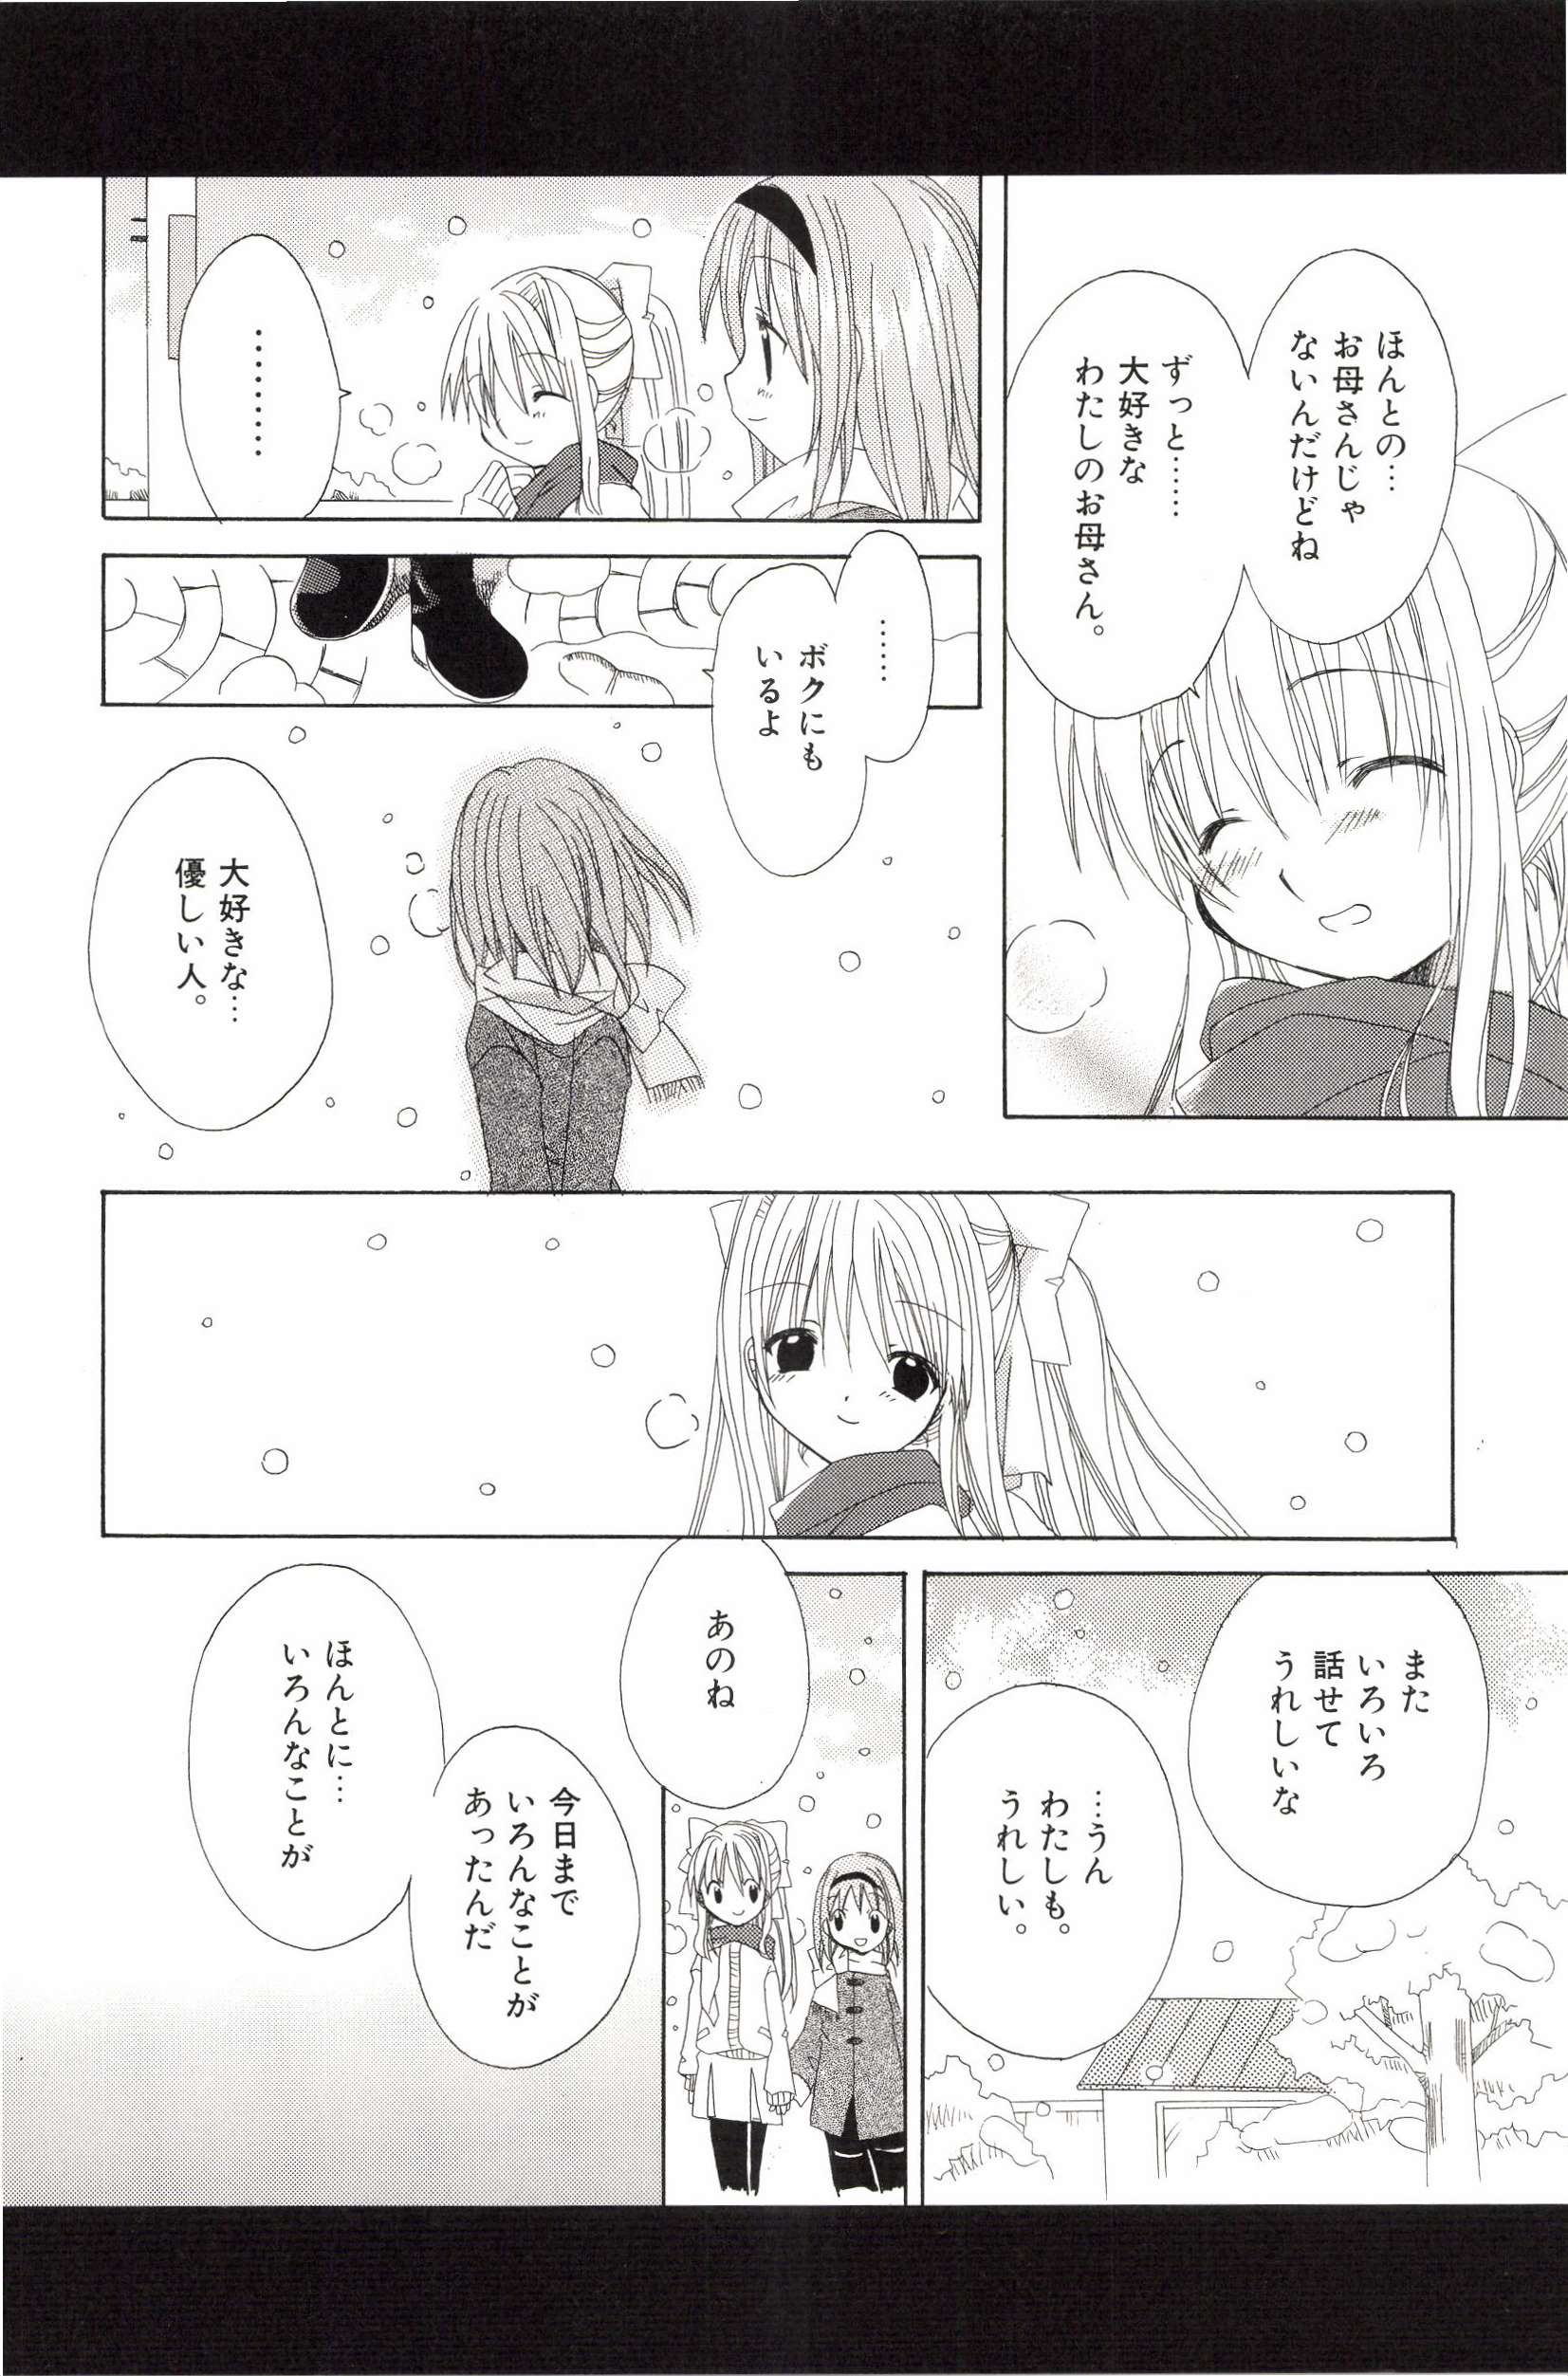 ほんとの…
お母さんじゃ
ないんだけどね
ずっと……
大好きな
わたしのお母さん。
………
……
ボクにも
いるよ
大好きな…
優しい人。
また
いろいろ
話せて
うれしいな
…うん
わたしも。
うれしい。
あのね
今日まで
いろんなことが
あったんだ
ほんとに…
いろんなことが